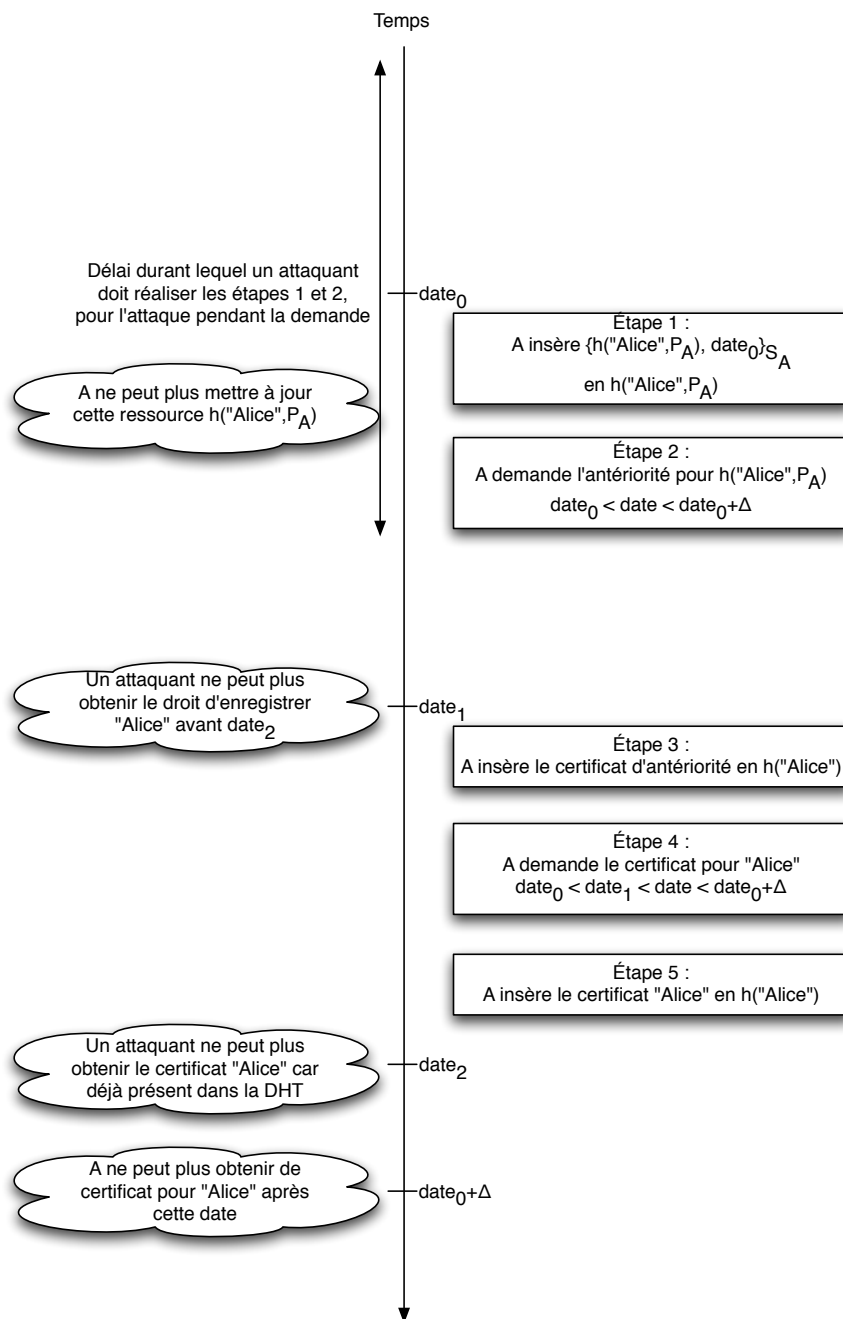 Temps
Délai durant lequel un attaquant
doit réaliser les étapes 1 et 2,
pour l'attaque pendant la demande
date0
Étape 1 :
A insère {h("Alice",PA), date0}SA
en h("Alice",PA)
A ne peut plus mettre à jour
cette ressource h("Alice",PA)
Étape 2 :
A demande l'antériorité pour h("Alice",PA)
date0 < date < date0+Δ
Un attaquant ne peut plus
obtenir le droit d'enregistrer
"Alice" avant date2
date1
Étape 3 :
A insère le certificat d'antériorité en h("Alice")
Étape 4 :
A demande le certificat pour "Alice"
date0 < date1 < date < date0+Δ
Étape 5 :
A insère le certificat "Alice" en h("Alice")
Un attaquant ne peut plus
obtenir le certificat "Alice" car
déjà présent dans la DHT
date2
A ne peut plus obtenir de
certificat pour "Alice" après
cette date
date0+Δ